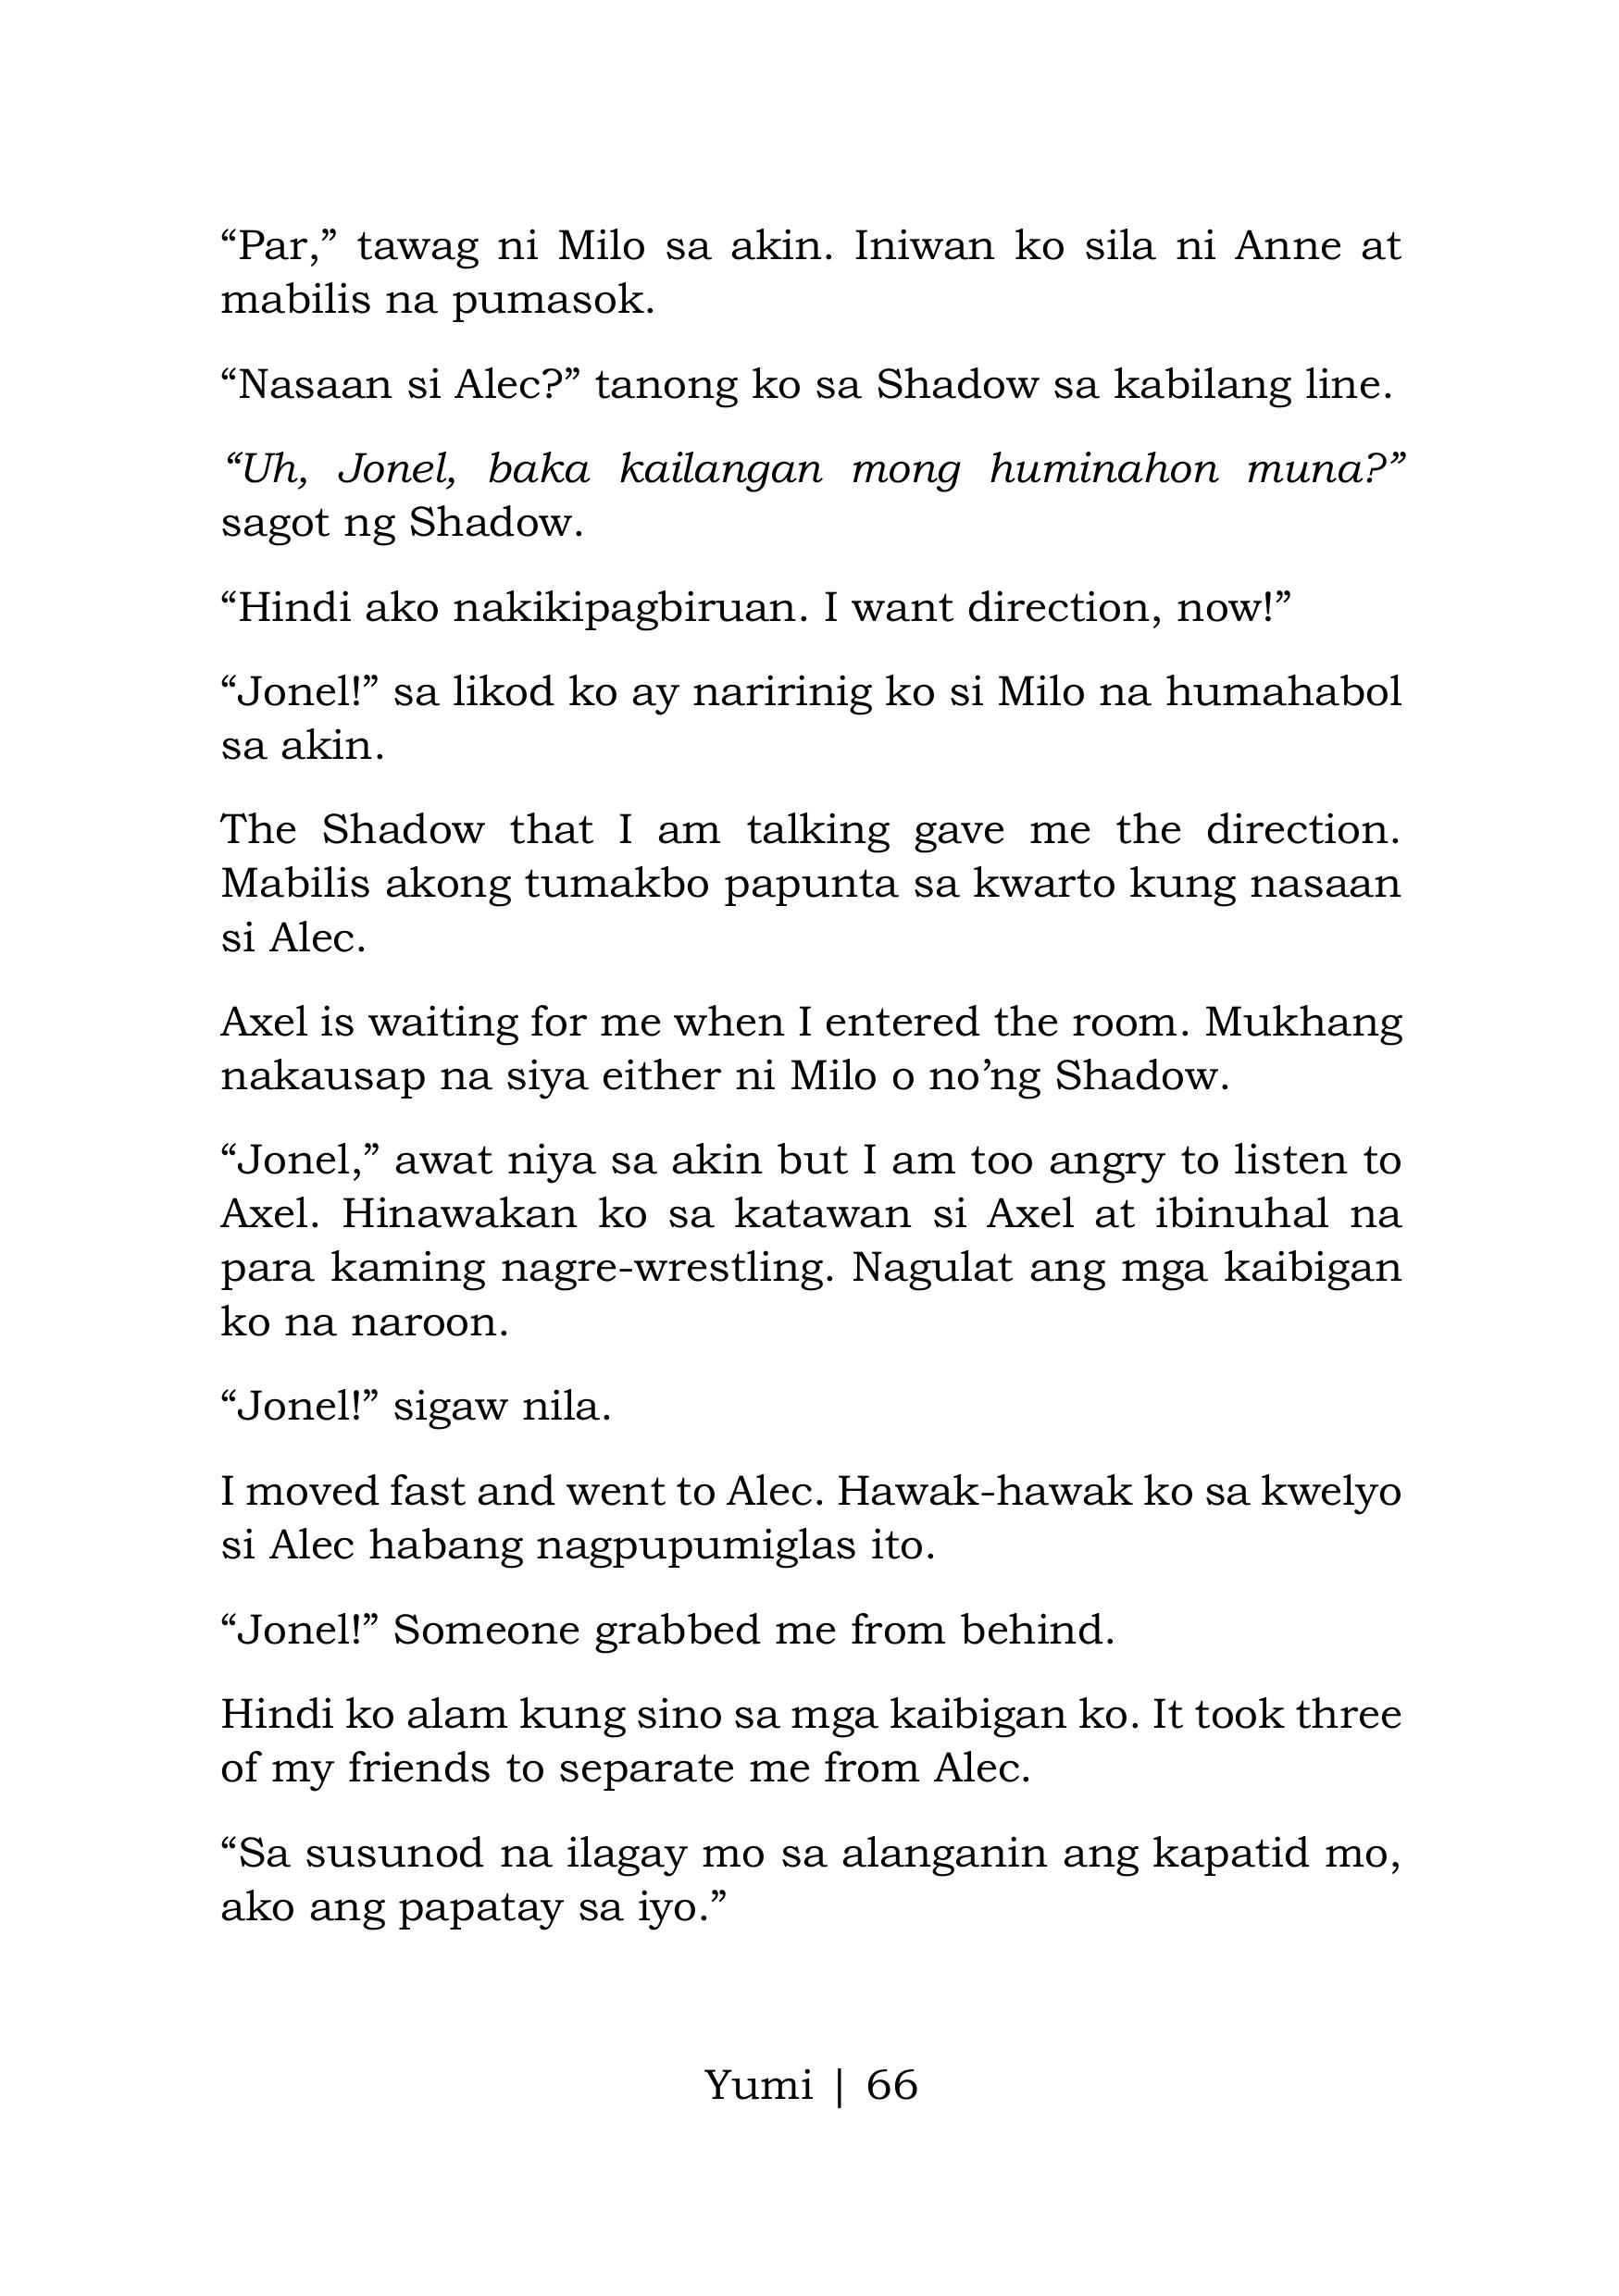 “Par,” tawag ni Milo sa akin. Iniwan ko sila ni Anne at
mabilis na pumasok.
“Nasaan si Alec?” tanong ko sa Shadow sa kabilang line.
“Uh, Jonel, baka kailangan mong huminahon muna?”
sagot ng Shadow.
“Hindi ako nakikipagbiruan. I want direction, now!”
“Jonel!” sa likod ko ay naririnig ko si Milo na humahabol
sa akin.
The Shadow that I am talking gave me the direction.
Mabilis akong tumakbo papunta sa kwarto kung nasaan
si Alec.
Axel is waiting for me when I entered the room. Mukhang
nakausap na siya either ni Milo o no’ng Shadow.
“Jonel,” awat niya sa akin but I am too angry to listen to
Axel. Hinawakan ko sa katawan si Axel at ibinuhal na
para kaming nagre-wrestling. Nagulat ang mga kaibigan
ko na naroon.
“Jonel!” sigaw nila.
I moved fast and went to Alec. Hawak-hawak ko sa kwelyo
si Alec habang nagpupumiglas ito.
“Jonel!” Someone grabbed me from behind.
Hindi ko alam kung sino sa mga kaibigan ko. It took three
of my friends to separate me from Alec.
“Sa susunod na ilagay mo sa alanganin ang kapatid mo,
ako ang papatay sa iyo.”
Yumi | 66